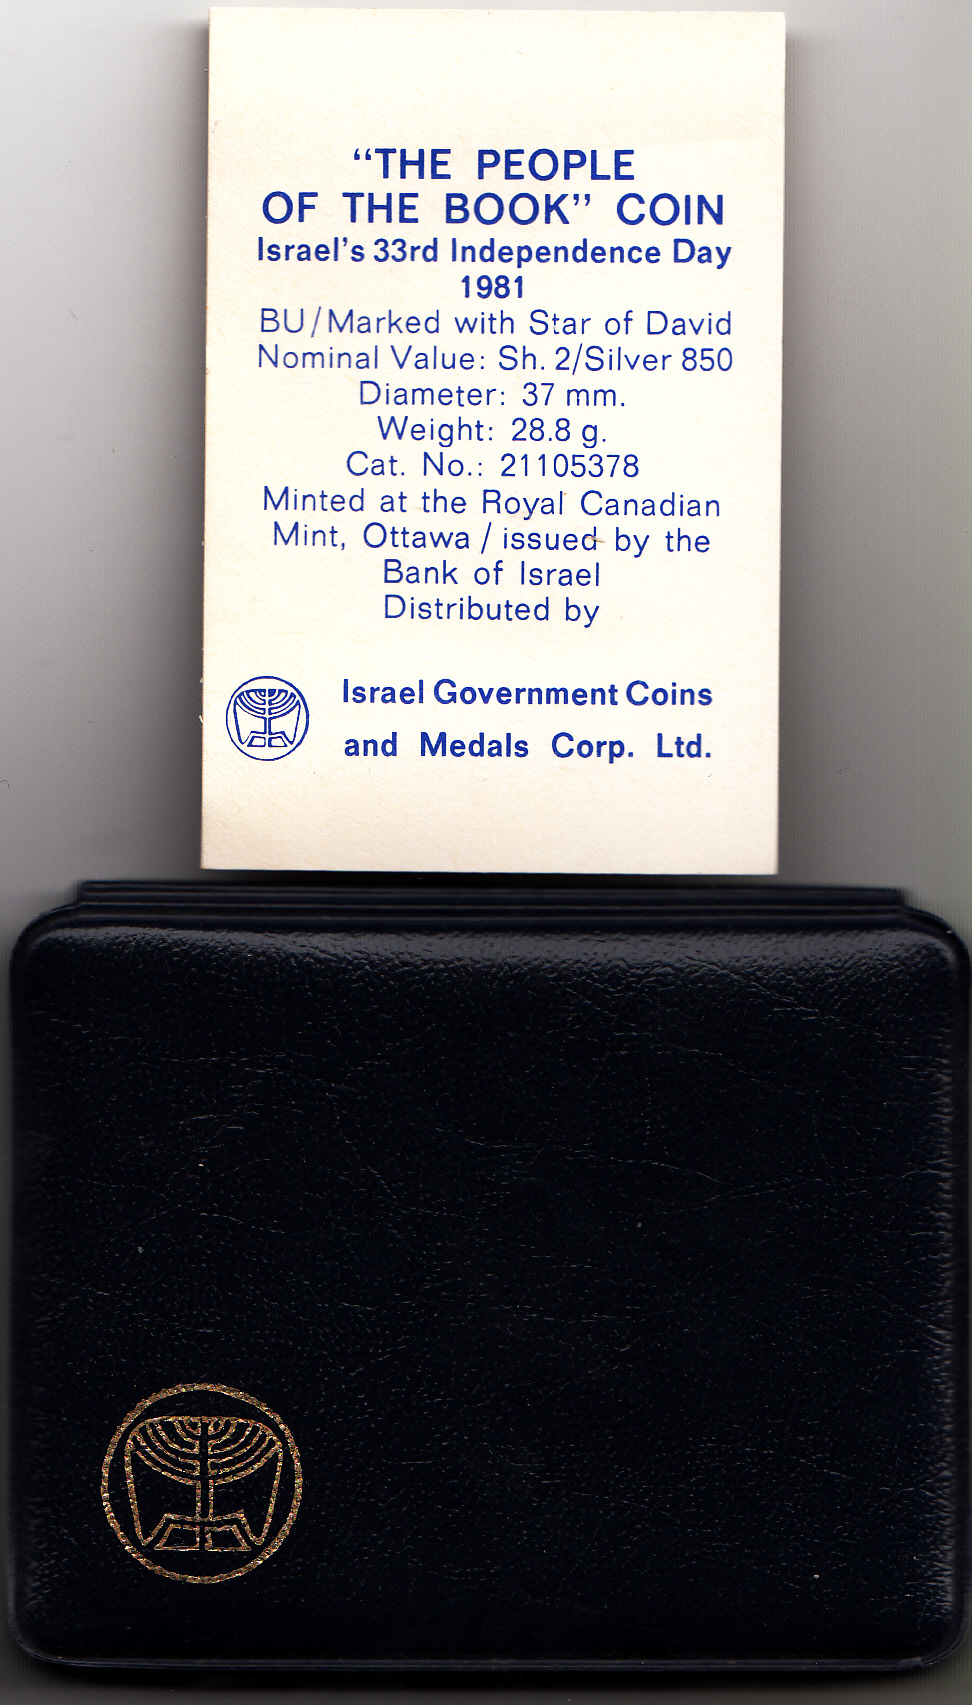 “THE PEOPLE
OF THE BOOK” COIN
Israel's 33rd Independence Day
1981
BU/Marked with Star of David
Nominal Value: Sh. 2/Silver 850
Diameter: 37 mm.
Weight: 28.8 g.
Cat. No.: 21105378
Minted at the Royal Canadian
Mint, Ottawa / issued by the
Bank of Israel
Distributed by
Israel Government Coins
and Medals Corp. Ltd.